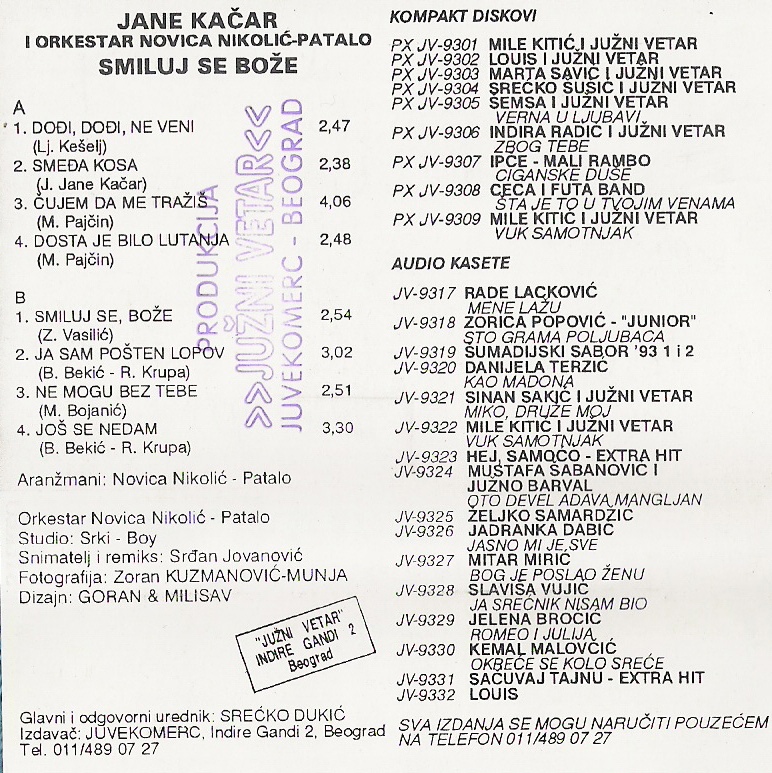 JANE KAČAR
I ORKESTAR NOVICA NIKOLIĆ-PATALO
SMILUJ SE BOŽE
A
1. DOĐI, DOĐI, NE VENI 2,47
(Lj. Kešelj)
2. SMEĐA KOSA 2,38
(J. Jane Kačar)
3. ČUJEM DA ME TRAŽIŠ 4,06
(M. Pajčin)
4. DOSTA JE BILO LUTANJA 2,48
(M. Pajčin)
B
1. SMILUJ SE, BOŽE 2,54
(Z. Vasilić)
2. JA SAM POŠTEN LOPOV 3,02
(B. Bekić - R. Krupa)
3. NE MOGU BEZ TEBE 2,51
(M. Bojanić)
4. JOŠ SE NEDAM 3,30
(B. Bekić - R. Krupa)
PRODUKCIJA
>>JUŽNI VETAR<<
JUVEKOMERC - BEOGRAD
Aranžmani: Novica Nikolić - Patalo
Orkestar Novica Nikolić - Patalo
Studio: Srki - Boy
Snimatelj i remiks: Srđan Jovanović
Fotografija: Zoran KUZMANOVIĆ-MUNJA
Dizajn: GORAN & MILISAV
"JUŽNI VETAR"
INDIRE GANDI 2
Beograd
Glavni i odgovorni urednik: SREĆKO DUKIĆ
Izdavač: JUVEKOMERC, Indire Gandi 2, Beograd
Tel. 011/489 07 27
KOMPAKT DISKOVI
PX JV-9301 MILE KITIĆ I JUŽNI VETAR
PX JV-9302 LOUIS I JUŽNI VETAR
PX JV-9303 MARTA SAVIĆ I JUŽNI VETAR
PX JV-9304 SREĆKO ŠUŠIĆ I JUŽNI VETAR
PX JV-9305 ŠEMSA I JUŽNI VETAR
VERNA U LJUBAVI
PX JV-9306 INDIRA RADIĆ I JUŽNI VETAR
ZBOG TEBE
PX JV-9307 IPČE - MALI RAMBO
CIGANSKE DUŠE
PX JV-9308 CECA I FUTA BAND
ŠTA JE TO U TVOJIM VENAMA
PX JV-9309 MILE KITIĆ I JUŽNI VETAR
VUK SAMOTNJAK
AUDIO KASETE
JV-9317 RADE LACKOVIĆ
MENE LAŽU
JV-9318 ZORICA POPOVIĆ - "JUNIOR"
STO GRAMA POLJUBACA
JV-9319 ŠUMADIJSKI SABOR '93 1 i 2
JV-9320 DANIJELA TERZIĆ
KAO MADONA
JV-9321 SINAN SAKIĆ I JUŽNI VETAR
MIKO, DRUŽE MOJ
JV-9322 MILE KITIĆ I JUŽNI VETAR
VUK SAMOTNJAK
JV-9323 HEJ, SAMOĆO - EXTRA HIT
JV-9324 MUSTAFA ŠABANOVIĆ I
JUŽNO BARVAL
OTO DEVEL ADAVA MANGLJAN
JV-9325 ŽELJKO SAMARDŽIĆ
JV-9326 JADRANKA DABIĆ
JASNO MI JE SVE
JV-9327 MITAR MIRIĆ
BOG JE POSLAO ŽENU
JV-9328 SLAVIŠA VUJIĆ
JA SREĆNIK NISAM BIO
JV-9329 JELENA BROĆIĆ
ROMEO I JULIJA
JV-9330 KEMAL MALOVČIĆ
OKREĆE SE KOLO SREĆE
JV-9331 SAČUVAJ TAJNU - EXTRA HIT
JV-9332 LOUIS
SVA IZDANJA SE MOGU NARUČITI POUZEĆEM
NA TELEFON 011/489 07 27